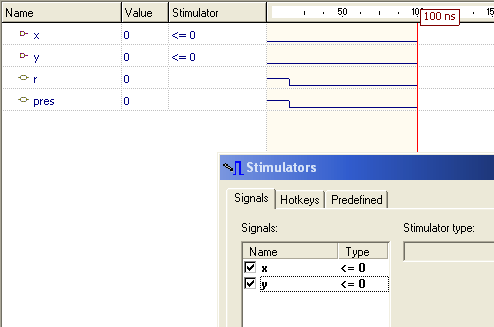 Name Value Stimulator 50 100 15
100 ns
x 0 <= 0
y 0 <= 0
r 0
pres 0
Stimulators
Signals Hotkeys Predefined
Signals: Stimulator type:
Name Type
x <= 0
y <= 0